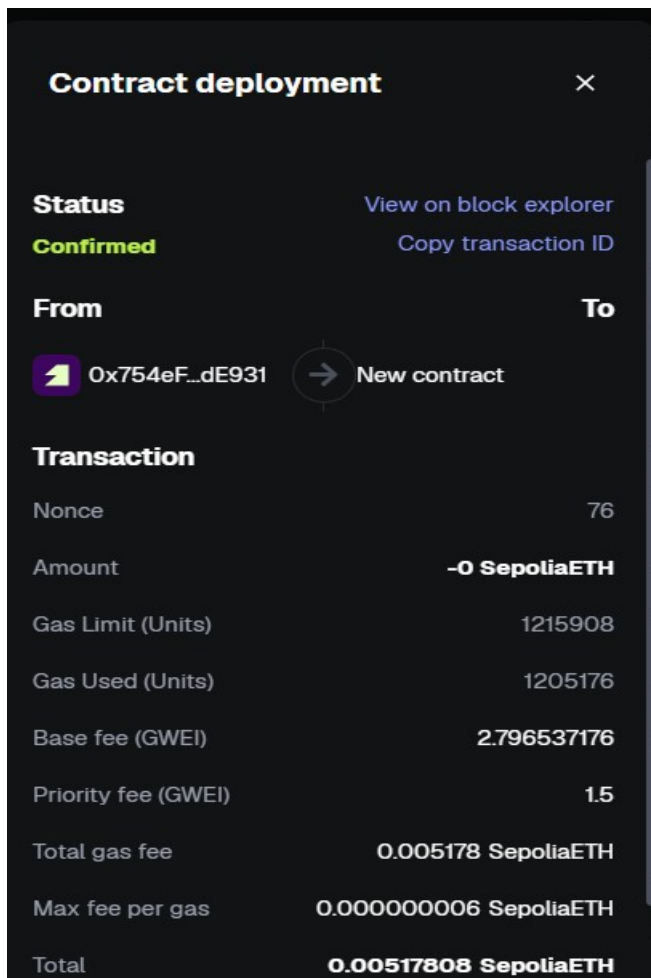 Contract deployment
Status View on block explorer
Confirmed Copy transaction ID
From To
0x754eF...dE931 New contract
Transaction
Nonce 76
Amount -0 SepoliaETH
Gas Limit (Units) 1215908
Gas Used (Units) 1205176
Base fee (GWEI) 2.796537176
Priority fee (GWEI) 1.5
Total gas fee 0.005178 SepoliaETH
Max fee per gas 0.000000006 SepoliaETH
Total 0.00517808 SepoliaETH